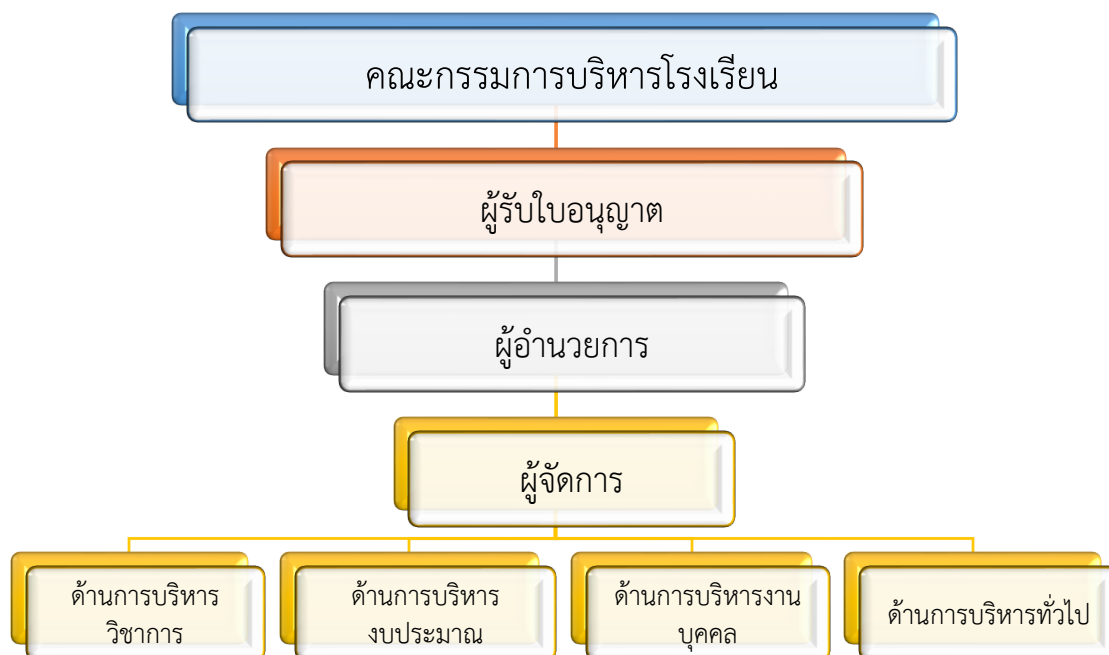 คณะกรรมการบริหารโรงเรียน
ผู้รับใบอนุญาต
ผู้อำนวยการ
ผู้จัดการ
ด้านการบริหาร
วิชาการ
ด้านการบริหาร
งบประมาณ
ด้านการบริหารงาน
บุคคล
ด้านการบริหารทั่วไป